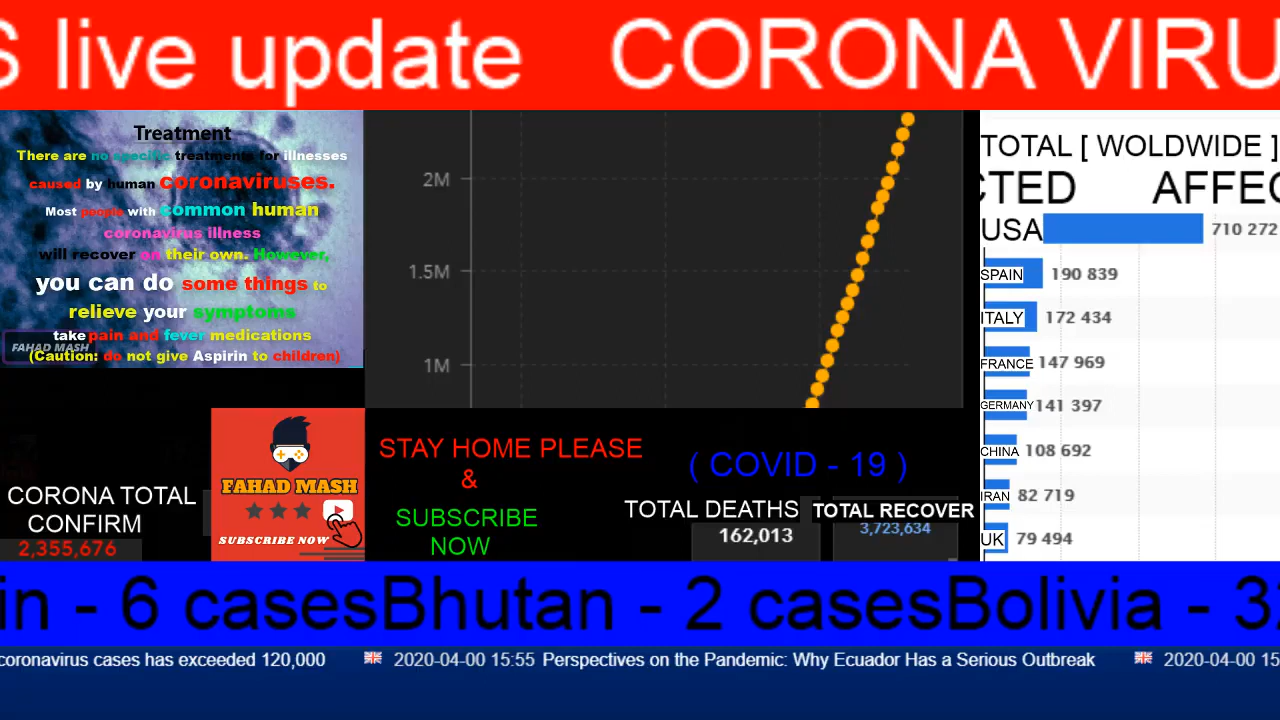 S live update CORONA VIRU
Treatment
There are no specific treatments for illnesses
caused by human coronaviruses.
Most people with common human
coronavirus illness
will recover on their own. However,
you can do some things to
relieve your symptoms
take pain and fever medications
(Caution: do not give Aspirin to children)
FAHAD MASH
2M
1.5M
1M
TOTAL [ WOLDWIDE ]
CTED AFFEC
USA 710 272
SPAIN 190 839
ITALY 172 434
FRANCE 147 969
GERMANY 141 397
CHINA 108 692
IRAN 82 719
UK 79 494
CORONA TOTAL
CONFIRM
2,355,676
FAHAD MASH
SUBSCRIBE NOW
STAY HOME PLEASE
&
SUBSCRIBE
NOW
( COVID - 19 )
TOTAL DEATHS
162,013
TOTAL RECOVER
3,723,634
in - 6 casesBhutan - 2 casesBolivia - 3
coronavirus cases has exceeded 120,000 2020-04-00 15:55 Perspectives on the Pandemic: Why Ecuador Has a Serious Outbreak 2020-04-00 15